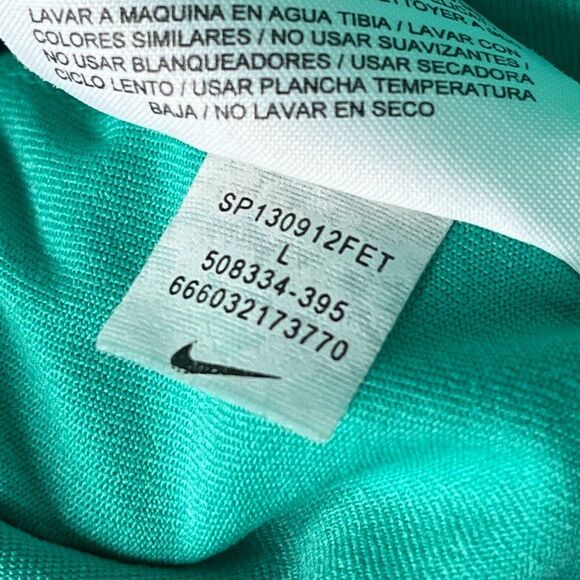 LAVAR A MAQUINA EN AGUA TIBIA / LAVAR CON
COLORES SIMILARES / NO USAR SUAVIZANTES /
NO USAR BLANQUEADORES / USAR SECADORA
CICLO LENTO / USAR PLANCHA TEMPERATURA
BAJA / NO LAVAR EN SECO
SP130912FET
L
508334-395
666032173770